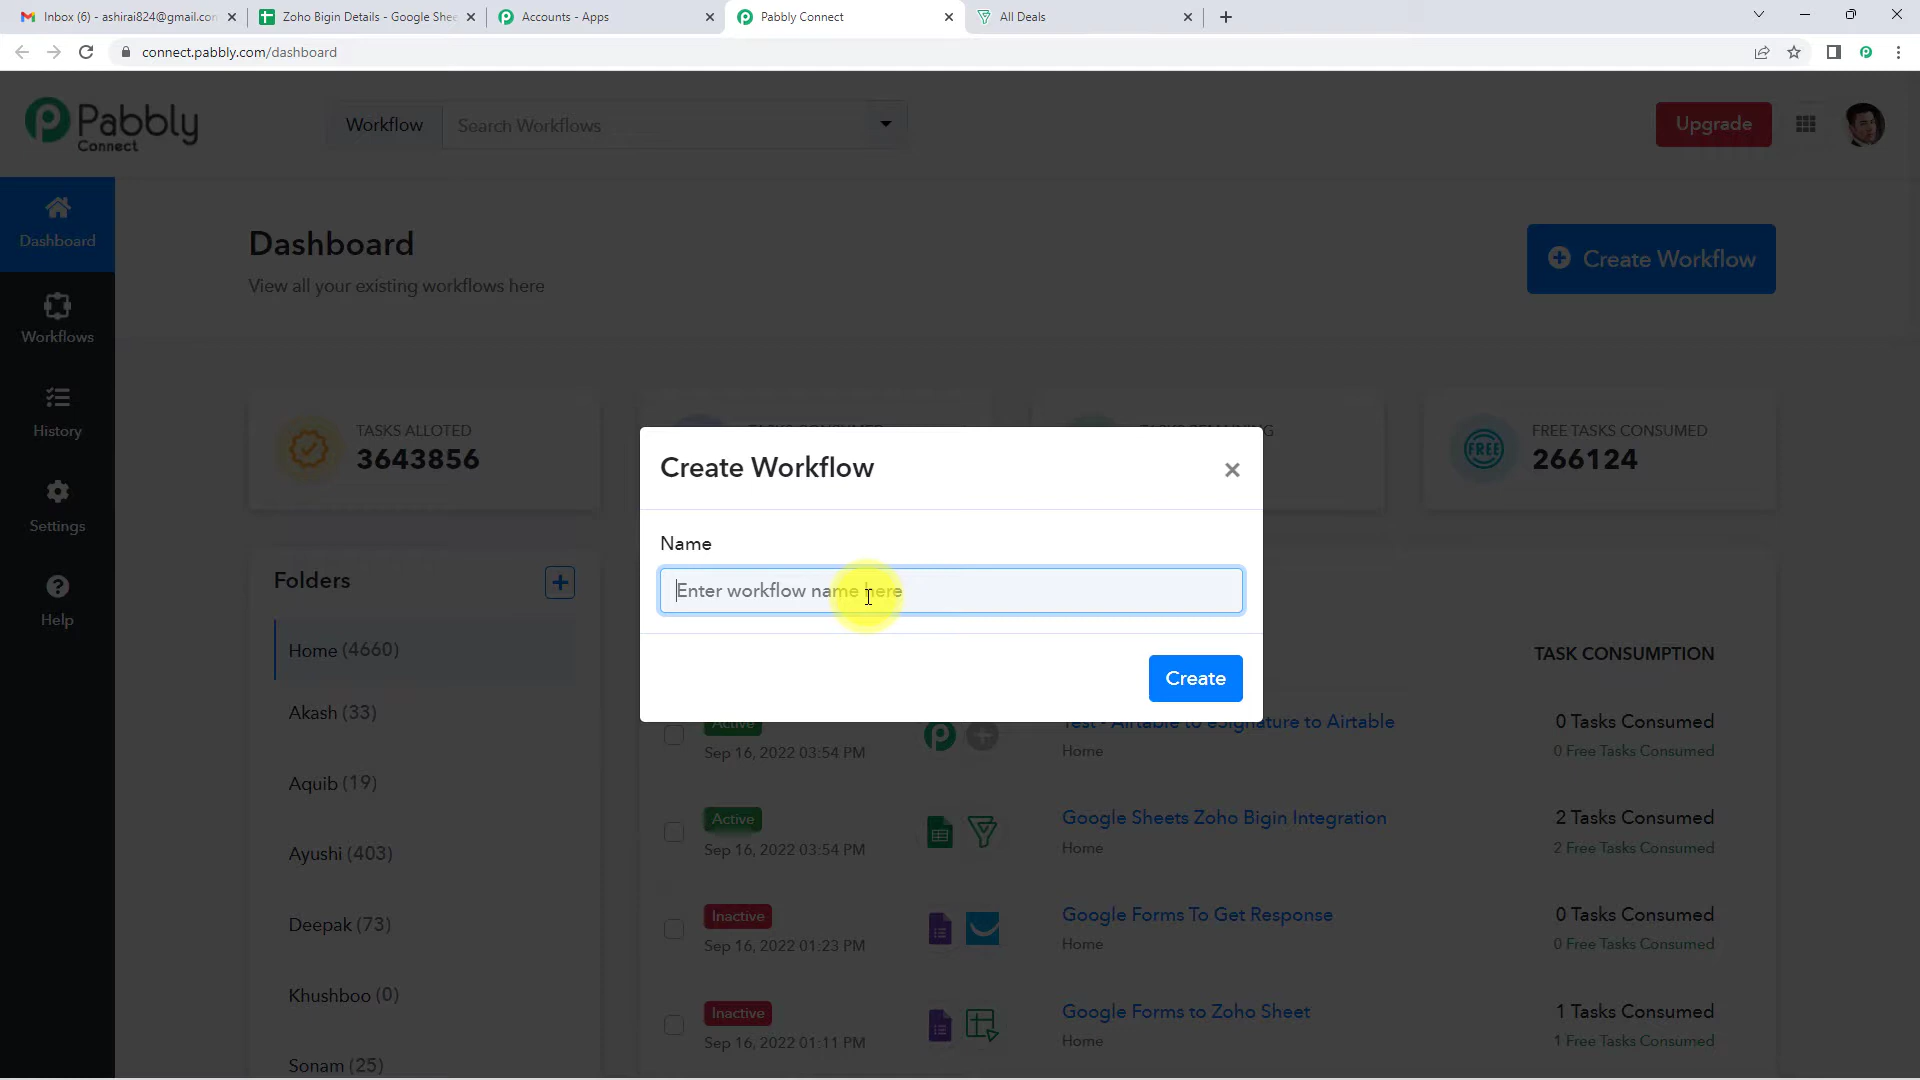 Inbox (6) - ashirai824@gmail.con
Zoho Bigin Details - Google Shee
Accounts - Apps
Pabbly Connect
All Deals
connect.pabbly.com/dashboard
Pabbly
Connect
Workflow
Search Workflows
Upgrade
Dashboard
Workflows
History
Settings
Help
Dashboard
View all your existing workflows here
Create Workflow
TASKS ALLOTED
3643856
FREE TASKS CONSUMED
FREE
266124
Create Workflow
Name
Enter workflow name here
Create
Folders
Home (4660)
Akash (33)
Aquib (19)
Ayushi (403)
Deepak (73)
Khushboo (0)
Sonam (25)
TASK CONSUMPTION
Active
Sep 16, 2022 03:54 PM
Test - Airtable to eSignature to Airtable
Home
0 Tasks Consumed
0 Free Tasks Consumed
Active
Sep 16, 2022 03:54 PM
Google Sheets Zoho Bigin Integration
Home
2 Tasks Consumed
2 Free Tasks Consumed
Inactive
Sep 16, 2022 01:23 PM
Google Forms To Get Response
Home
0 Tasks Consumed
0 Free Tasks Consumed
Inactive
Sep 16, 2022 01:11 PM
Google Forms to Zoho Sheet
Home
1 Tasks Consumed
1 Free Tasks Consumed